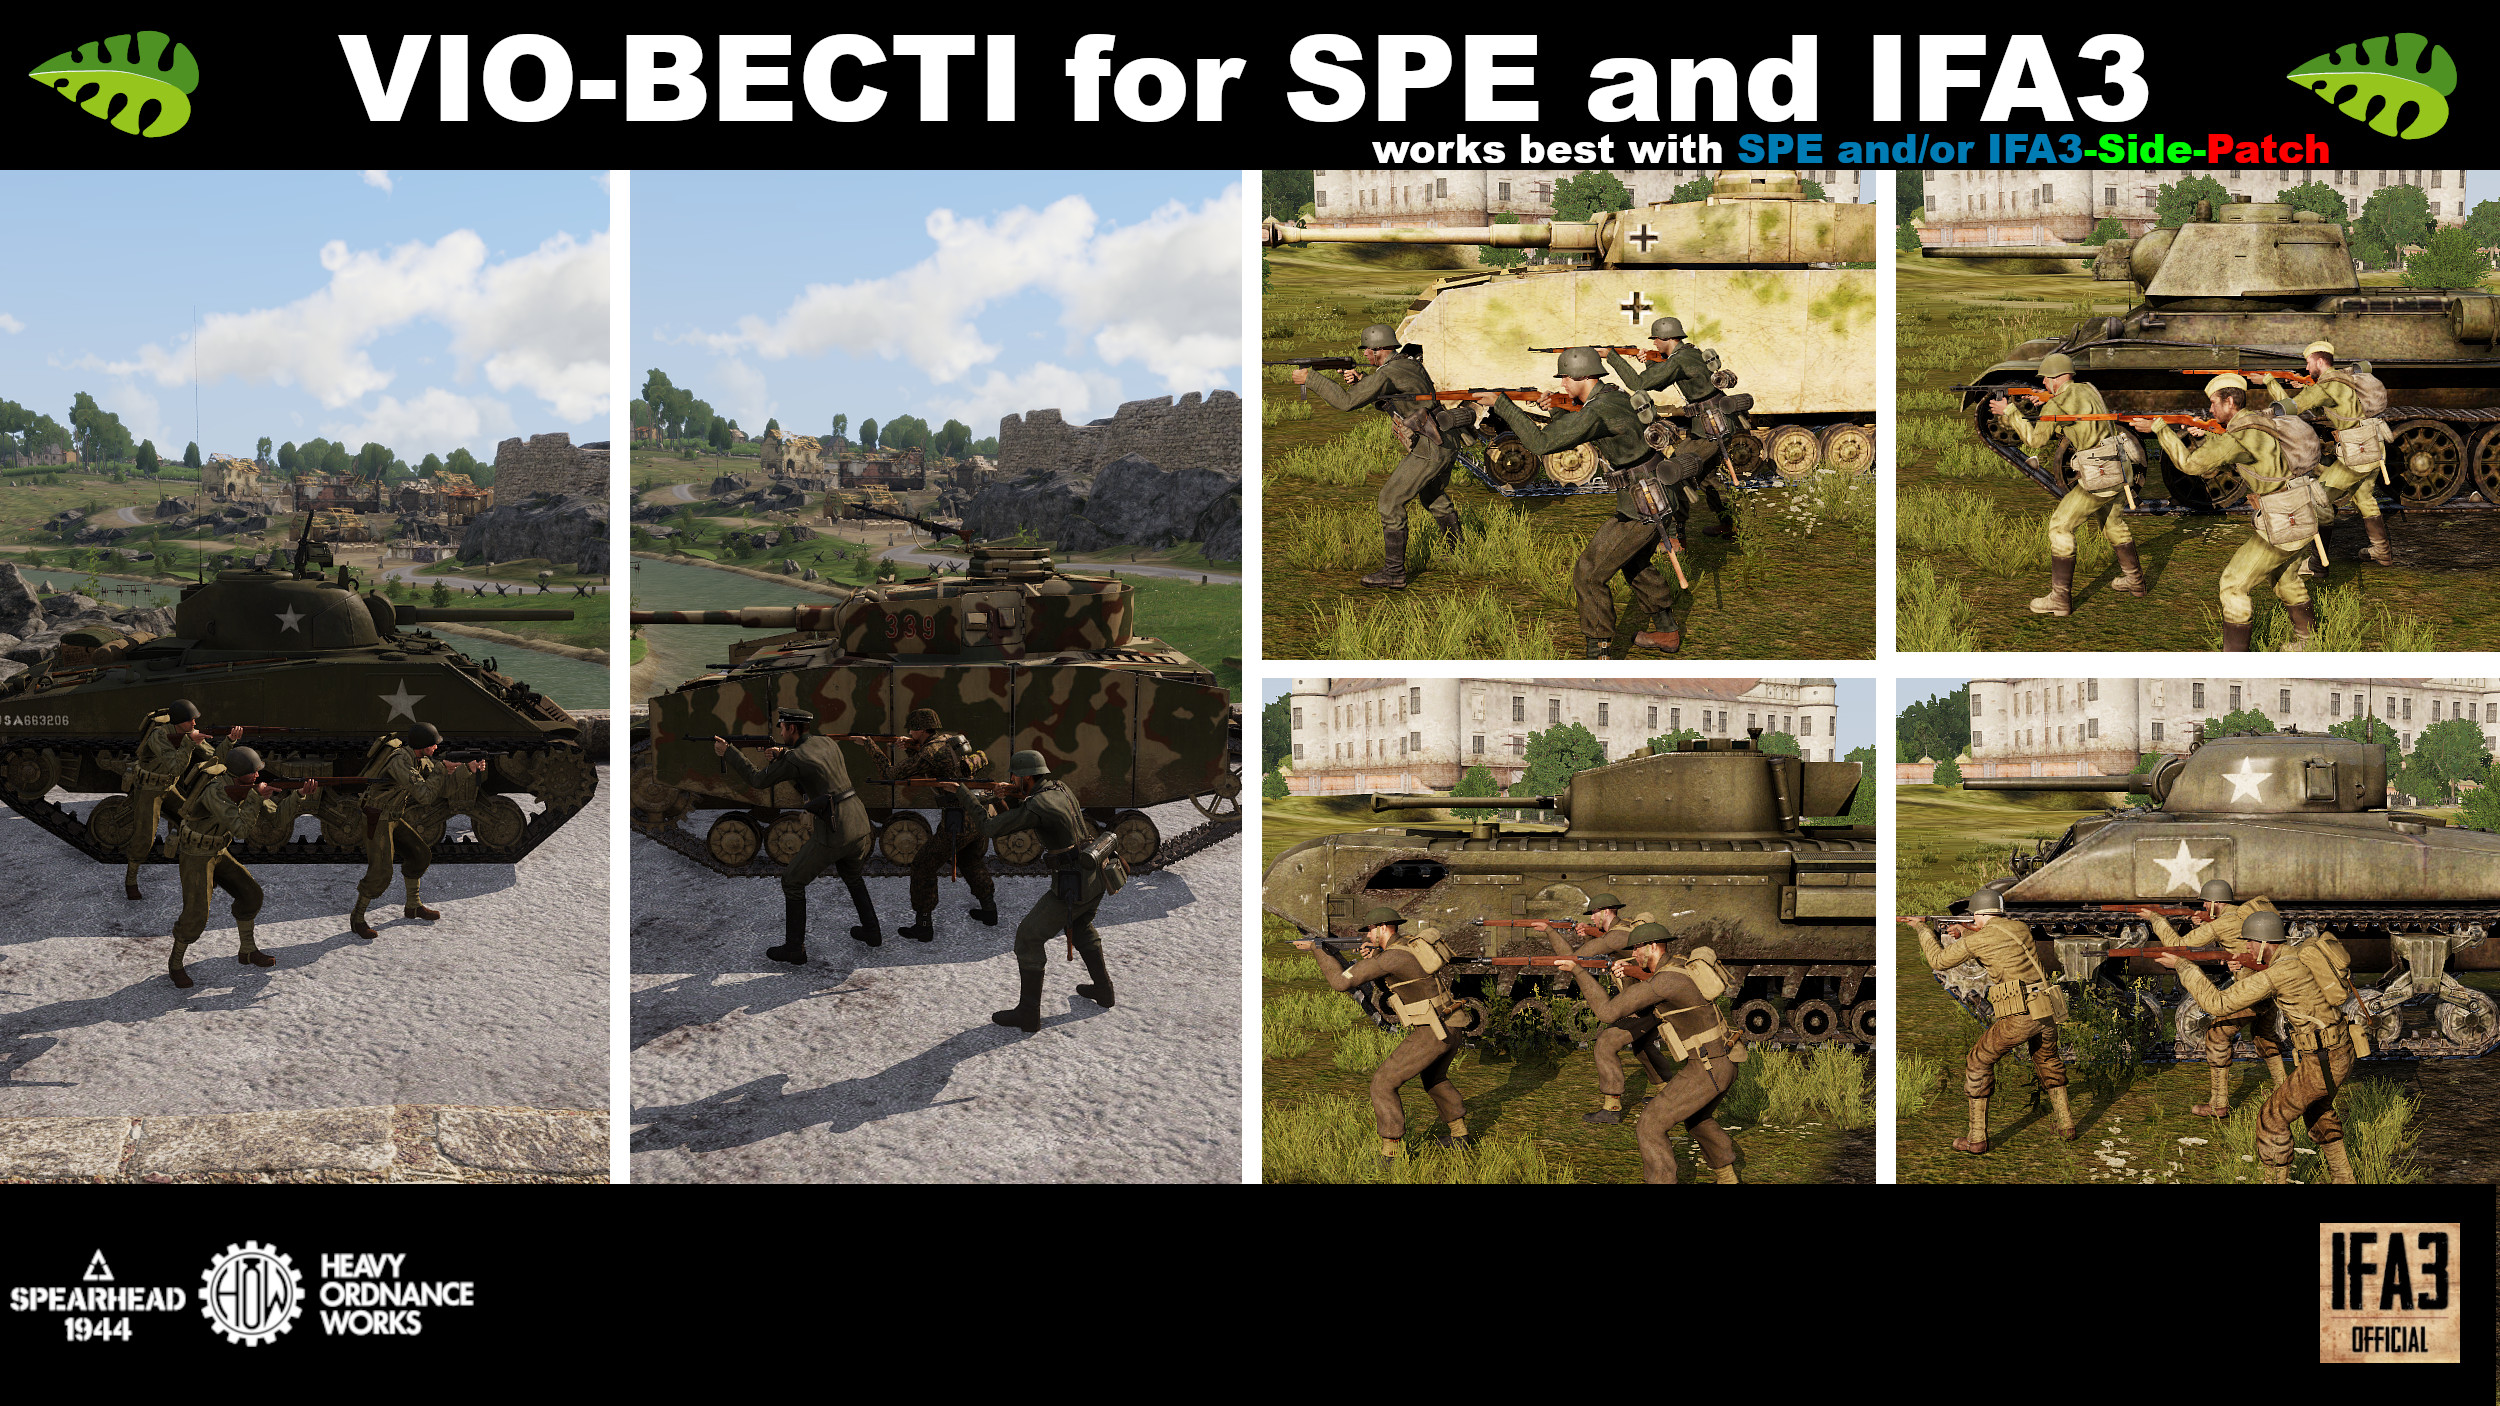 VIO-BECTI for SPE and IFA3
works best with SPE and/or IFA3-Side-Patch
339
SA663206
SPEARHEAD
1944
HOW
HEAVY
ORDNANCE
WORKS
IFA3
OFFICIAL